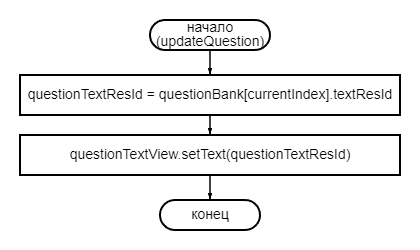 начало
(updateQuestion)
questionTextResId = questionBank[currentIndex].textResId
questionTextView.setText(questionTextResId)
конец